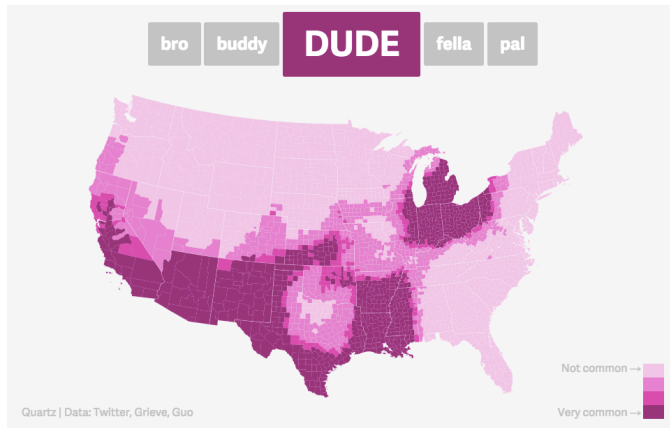 bro buddy DUDE fella pal
Not common →
Very common →
Quartz | Data: Twitter, Grieve, Guo